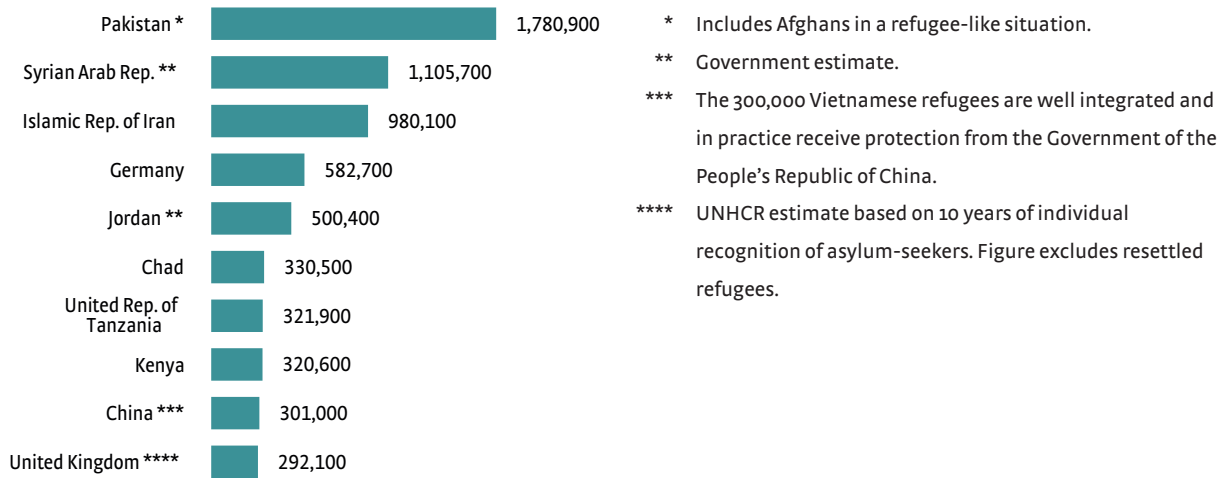 Pakistan * 1,780,900
Syrian Arab Rep. ** 1,105,700
Islamic Rep. of Iran 980,100
Germany 582,700
Jordan ** 500,400
Chad 330,500
United Rep. of
Tanzania 321,900
Kenya 320,600
China *** 301,000
United Kingdom **** 292,100
* Includes Afghans in a refugee-like situation.
** Government estimate.
*** The 300,000 Vietnamese refugees are well integrated and
in practice receive protection from the Government of the
People’s Republic of China.
**** UNHCR estimate based on 10 years of individual
recognition of asylum-seekers. Figure excludes resettled
refugees.